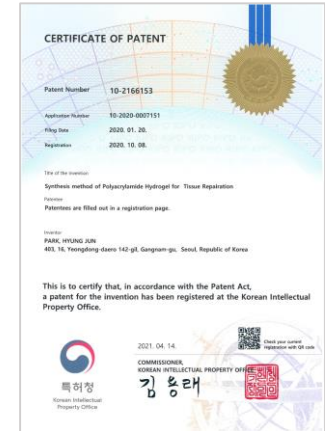 CERTIFICATE OF PATENT
Patent Number 10-2166153
Application Number 10-2020-0007151
Filing Date 2020. 01. 20.
Registration 2020. 10. 08.
Title of the Invention
Synthesis method of Polyacrylamide Hydrogel for Tissue Repairation
Patentee
Patentees are filled out in a registration page.
Inventor
PARK, HYUNG JUN
403, 16, Yeongdong-daero 142-gil, Gangnam-gu, Seoul, Republic of Korea
This is to certify that, in accordance with the Patent Act,
a patent for the invention has been registered at the Korean Intellectual
Property Office.
2021. 04. 14.
Check your current
registration with QR code
COMMISSIONER,
KOREAN INTELLECTUAL PROPERTY OFFICE
김용래
특허청
Korean Intellectual
Property Office